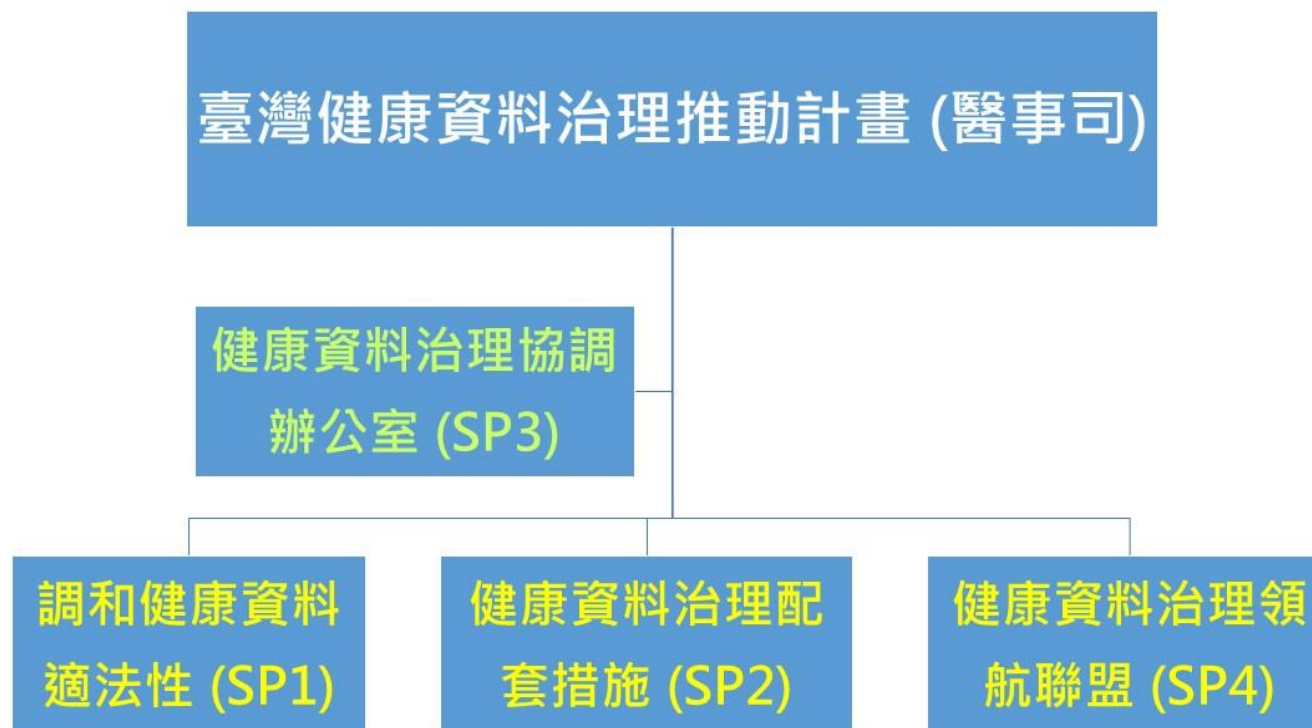 臺灣健康資料治理推動計畫 (醫事司)
健康資料治理協調
辦公室 (SP3)
調和健康資料
適法性 (SP1)
健康資料治理配
套措施 (SP2)
健康資料治理領
航聯盟 (SP4)